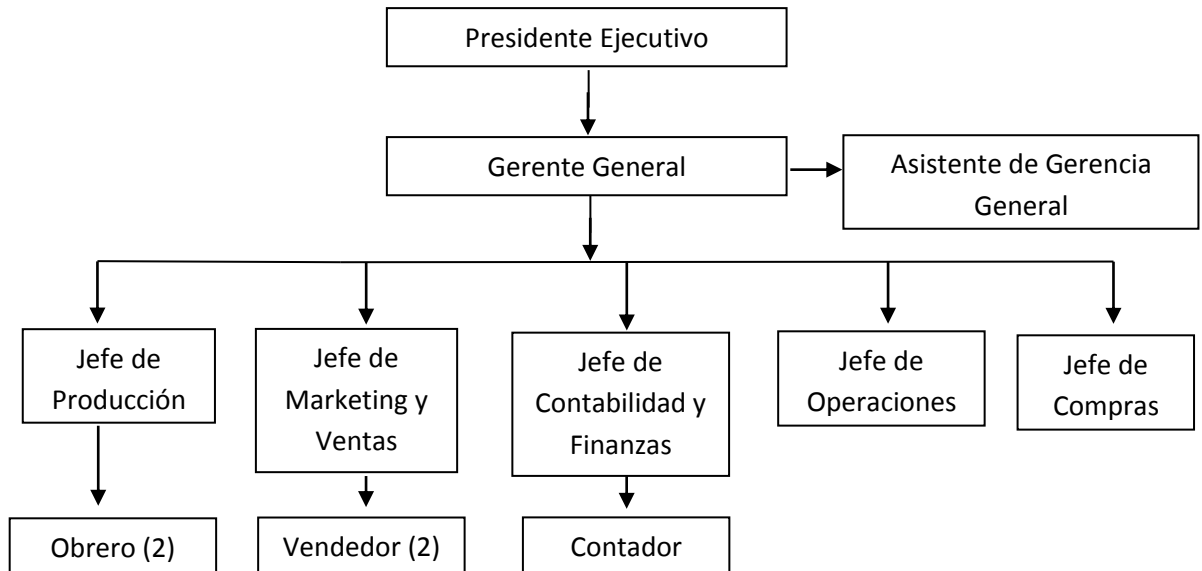 Presidente Ejecutivo
Gerente General
Asistente de Gerencia
General
Jefe de
Producción
Jefe de
Marketing y
Ventas
Jefe de
Contabilidad y
Finanzas
Jefe de
Operaciones
Jefe de
Compras
Obrero (2)
Vendedor (2)
Contador